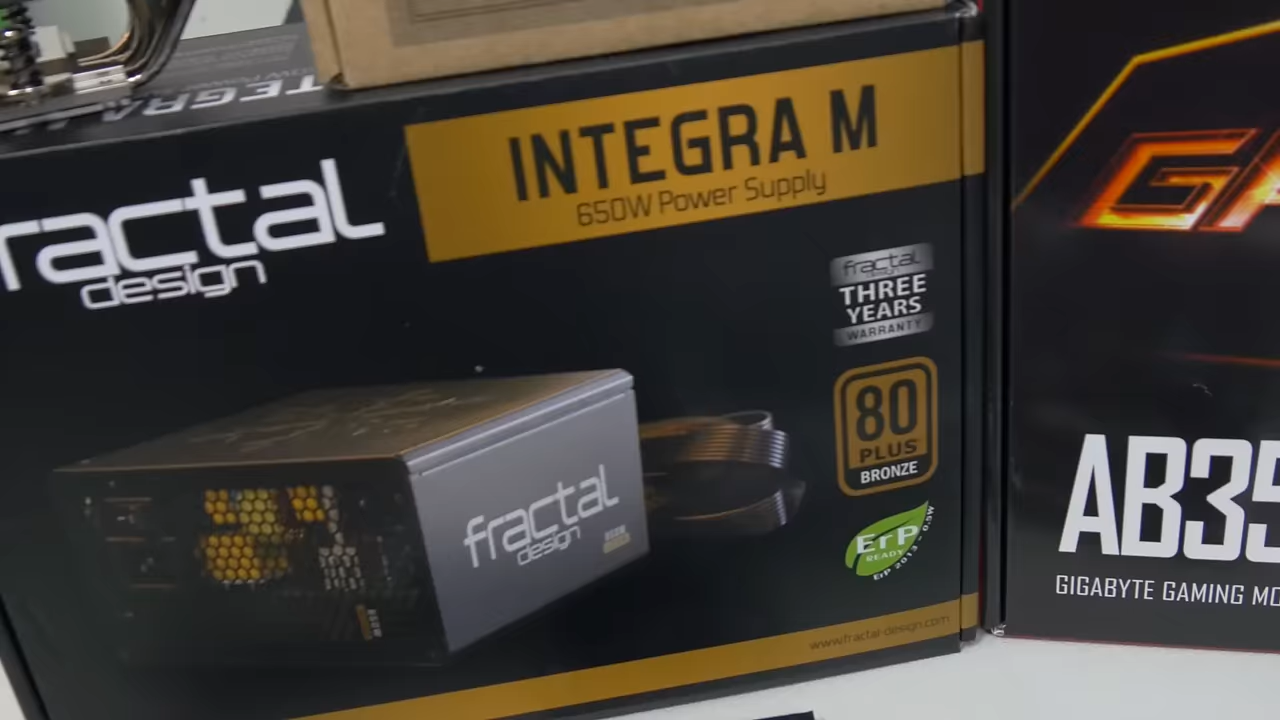 INTEGRA M
650W Power Supply
fractal
design
fractal
design
THREE
YEARS
WARRANTY
80
PLUS
BRONZE
ErP
READY
ErP 2013 < 0.5W
fractal
design
www.fractal-design.com
AB35
GIGABYTE GAMING